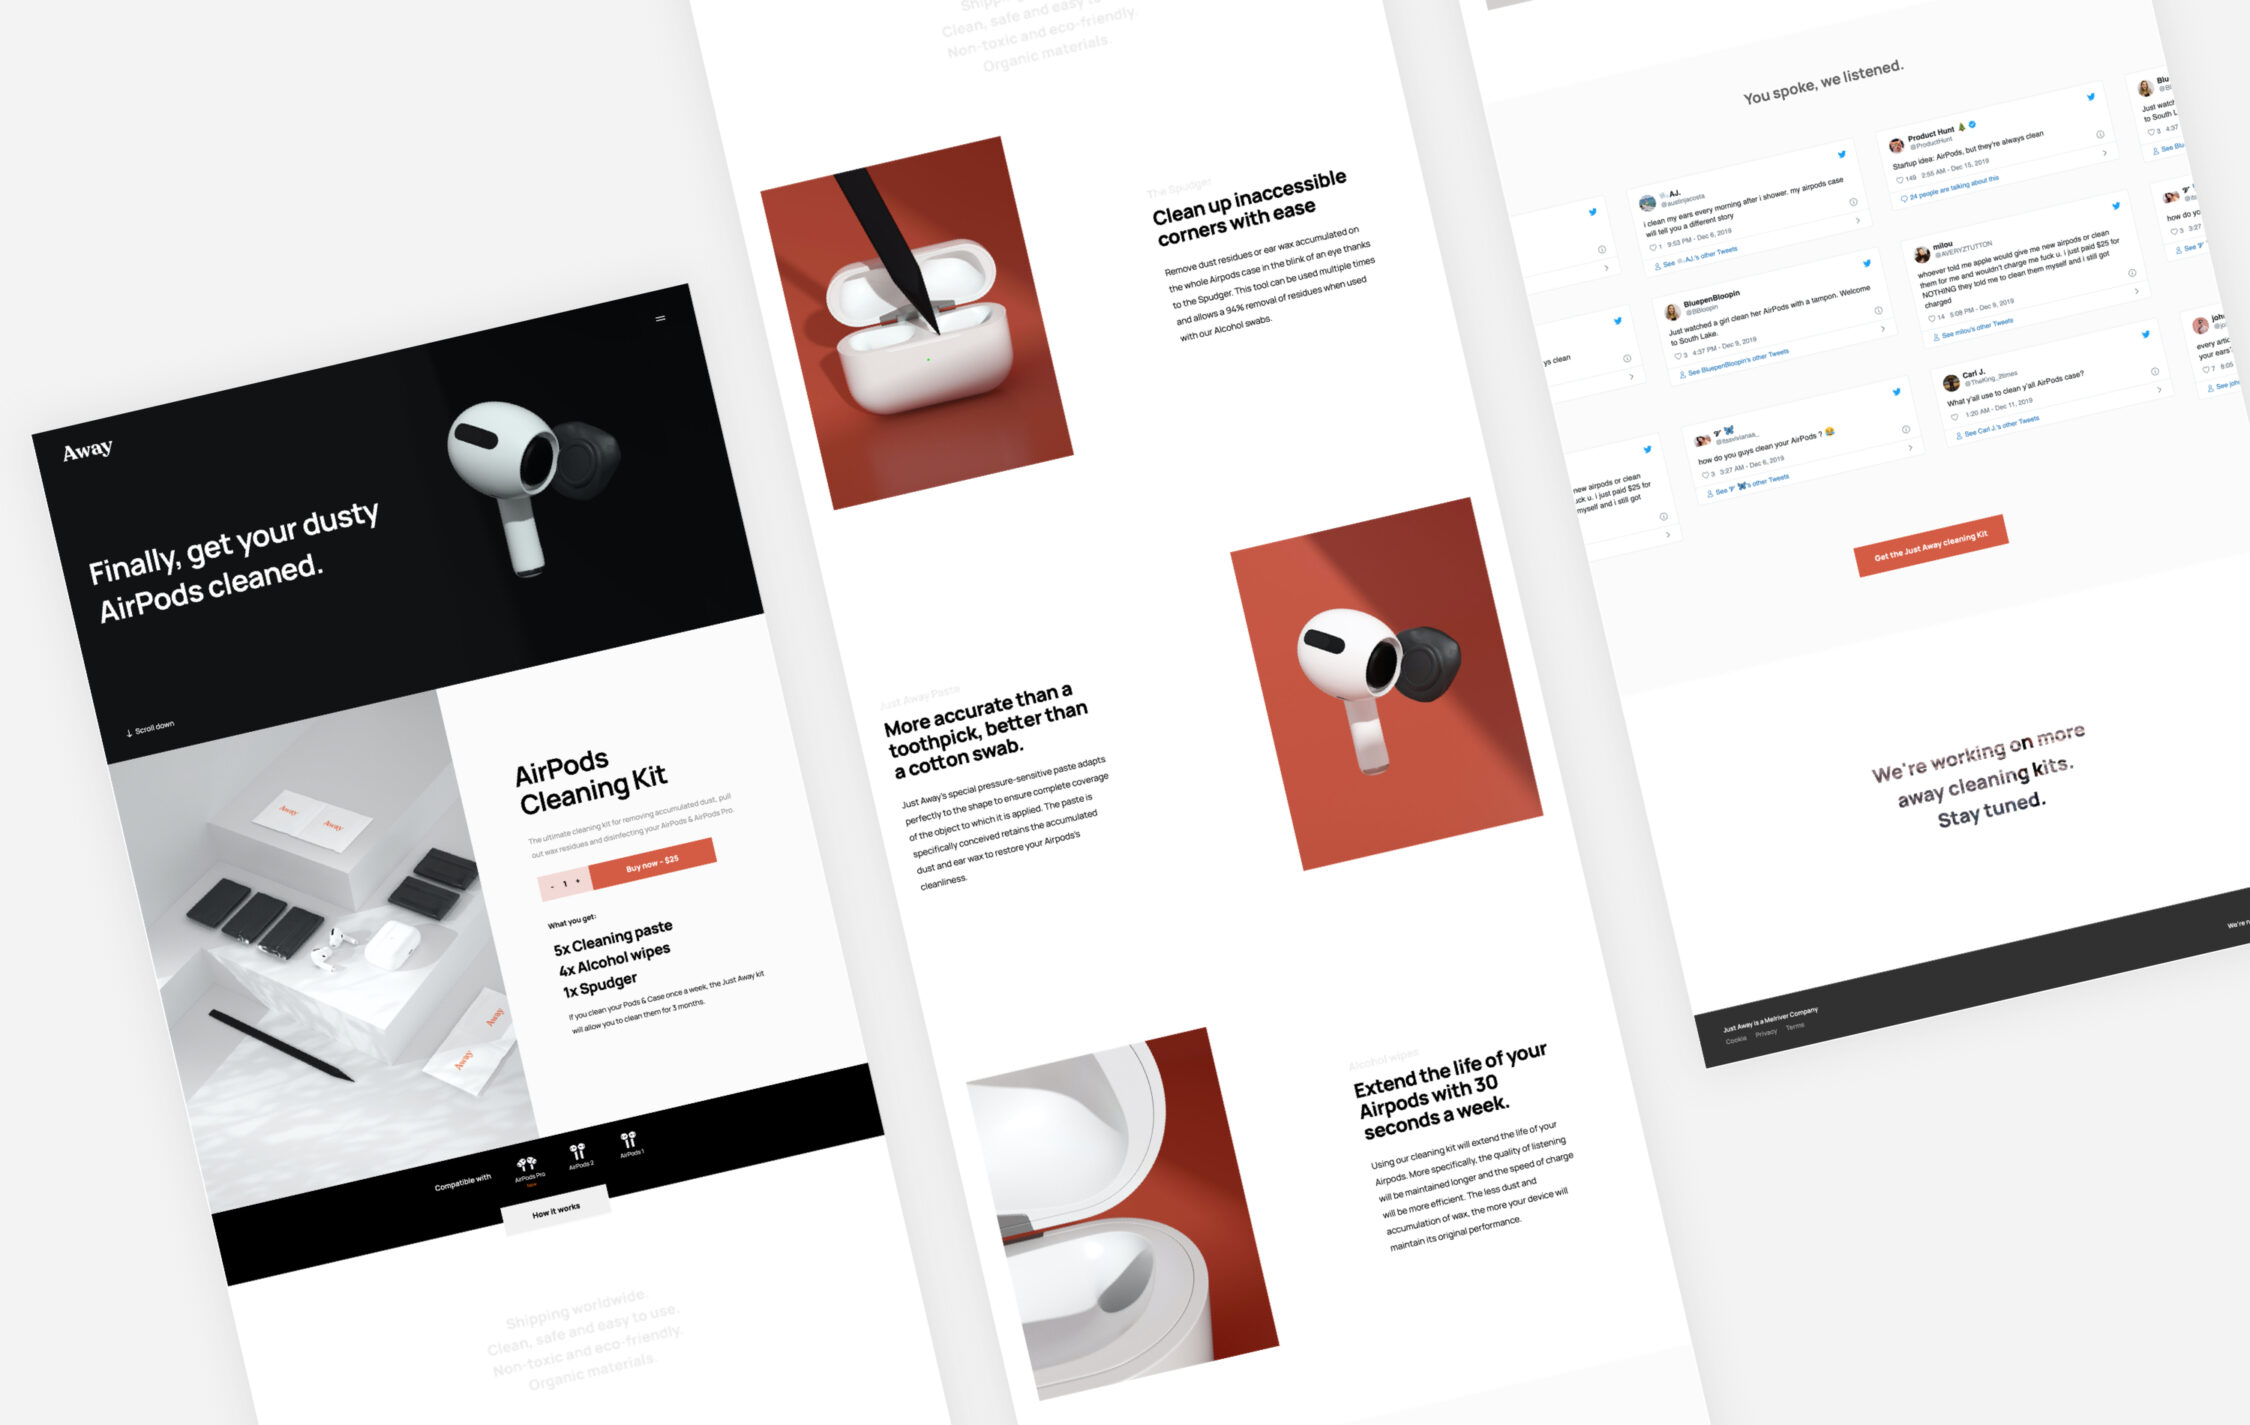 Away
Finally, get your dusty
AirPods cleaned.
↓ Scroll down
Away
Away
Away
Away
AirPods
Cleaning Kit
The ultimate cleaning kit for removing accumulated dust, pull
out wax residues and disinfecting your AirPods & AirPods Pro.
- 1 +
Buy now - $25
What you get:
5x Cleaning paste
4x Alcohol wipes
1x Spudger
If you clean your Pods & Case once a week, the Just Away kit
will allow you to clean them for 3 months.
Compatible with
AirPods Pro
New
AirPods 2
AirPods 1
How it works
Shipping worldwide.
Clean, safe and easy to use.
Non-toxic and eco-friendly.
Organic materials.
Clean, safe and easy
Non-toxic and eco-friendly.
Organic materials.
The Spudger
Clean up inaccessible
corners with ease
Remove dust residues or ear wax accumulated on
the whole Airpods case in the blink of an eye thanks
to the Spudger. This tool can be used multiple times
and allows a 94% removal of residues when used
with our Alcohol swabs.
Just Away Paste
More accurate than a
toothpick, better than
a cotton swab.
Just Away's special pressure-sensitive paste adapts
perfectly to the shape to ensure complete coverage
of the object to which it is applied. The paste is
specifically conceived retains the accumulated
dust and ear wax to restore your Airpods's
cleanliness.
Alcohol wipes
Extend the life of your
Airpods with 30
seconds a week.
Using our cleaning kit will extend the life of your
Airpods. More specifically, the quality of listening
will be maintained longer and the speed of charge
will be more efficient. The less dust and
accumulation of wax, the more your device will
maintain its original performance.
You spoke, we listened.
A.J.
@austinjacosta
i clean my ears every morning after i shower. my airpods case
will tell you a different story
1 9:53 PM - Dec 6, 2019
See A.J.'s other Tweets
Product Hunt
@ProductHunt
Startup idea: AirPods, but they're always clean
149 2:55 AM - Dec 15, 2019
24 people are talking about this
Blu
@BB
Just watch
to South L
3 4:37
See Blu
ys clean
BluepenBloopin
@BBloopin
Just watched a girl clean her AirPods with a tampon. Welcome
to South Lake.
3 4:37 PM - Dec 9, 2019
See BluepenBloopin's other Tweets
milou
@AVERYZTUTTON
whoever told me apple would give me new airpods or clean
them for me and wouldn't charge me fuck u. i just paid $25 for
NOTHING they told me to clean them myself and i still got
charged
14 5:08 PM - Dec 9, 2019
See milou's other Tweets
how do yo
3 3:27
See
new airpods or clean
uck u. i just paid $25 for
myself and i still got
@itssvisianaa_
how do you guys clean your AirPods ? 😂
3 3:27 AM - Dec 6, 2019
See 's other Tweets
Carl J.
@TheKing_2times
What y'all use to clean y'all AirPods case?
1:20 AM - Dec 11, 2019
See Carl J.'s other Tweets
john
@jo
every artic
your ears?
7 8:05
See joh
Get the Just Away cleaning Kit
We're working on more
away cleaning kits.
Stay tuned.
We're n
Just Away is a Melriver Company
Cookie Privacy Terms